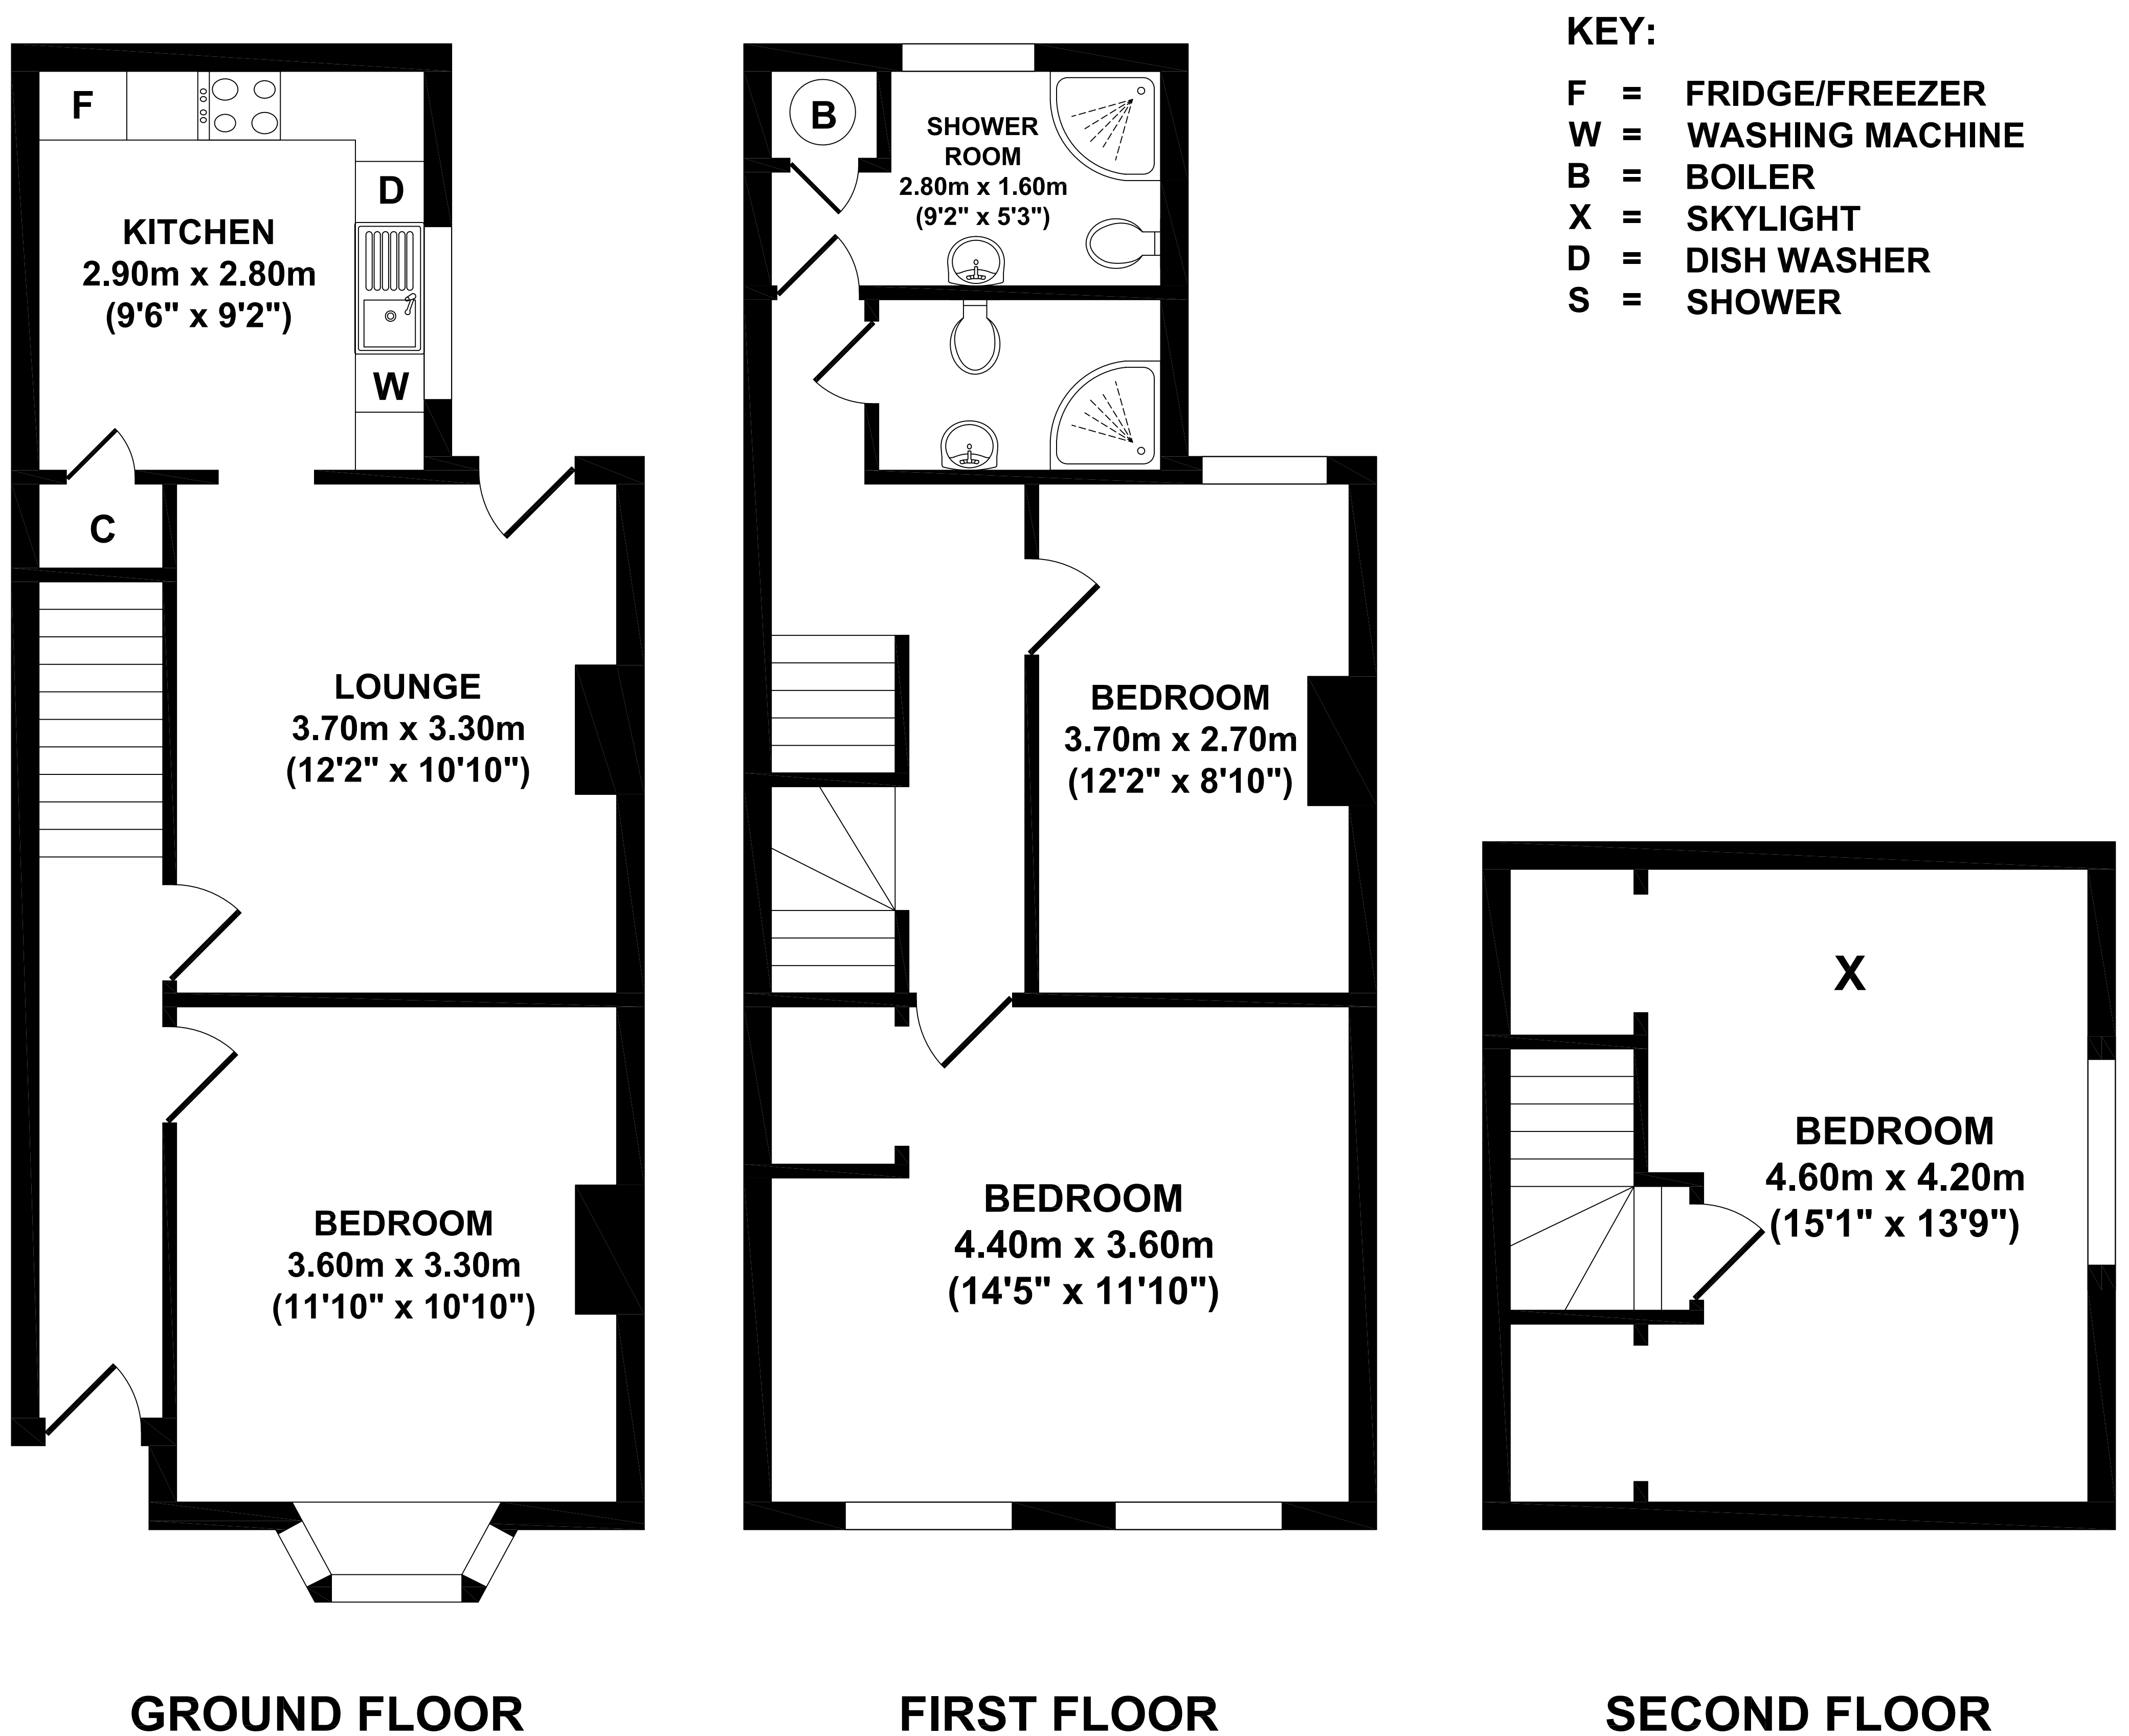 F
KITCHEN
2.90m x 2.80m
(9'6" x 9'2")
D
W
C
LOUNGE
3.70m x 3.30m
(12'2" x 10'10")
BEDROOM
3.60m x 3.30m
(11'10" x 10'10")
GROUND FLOOR
B
SHOWER
ROOM
2.80m x 1.60m
(9'2" x 5'3")
BEDROOM
3.70m x 2.70m
(12'2" x 8'10")
BEDROOM
4.40m x 3.60m
(14'5" x 11'10")
FIRST FLOOR
KEY:
F = FRIDGE/FREEZER
W = WASHING MACHINE
B = BOILER
X = SKYLIGHT
D = DISH WASHER
S = SHOWER
X
BEDROOM
4.60m x 4.20m
(15'1" x 13'9")
SECOND FLOOR